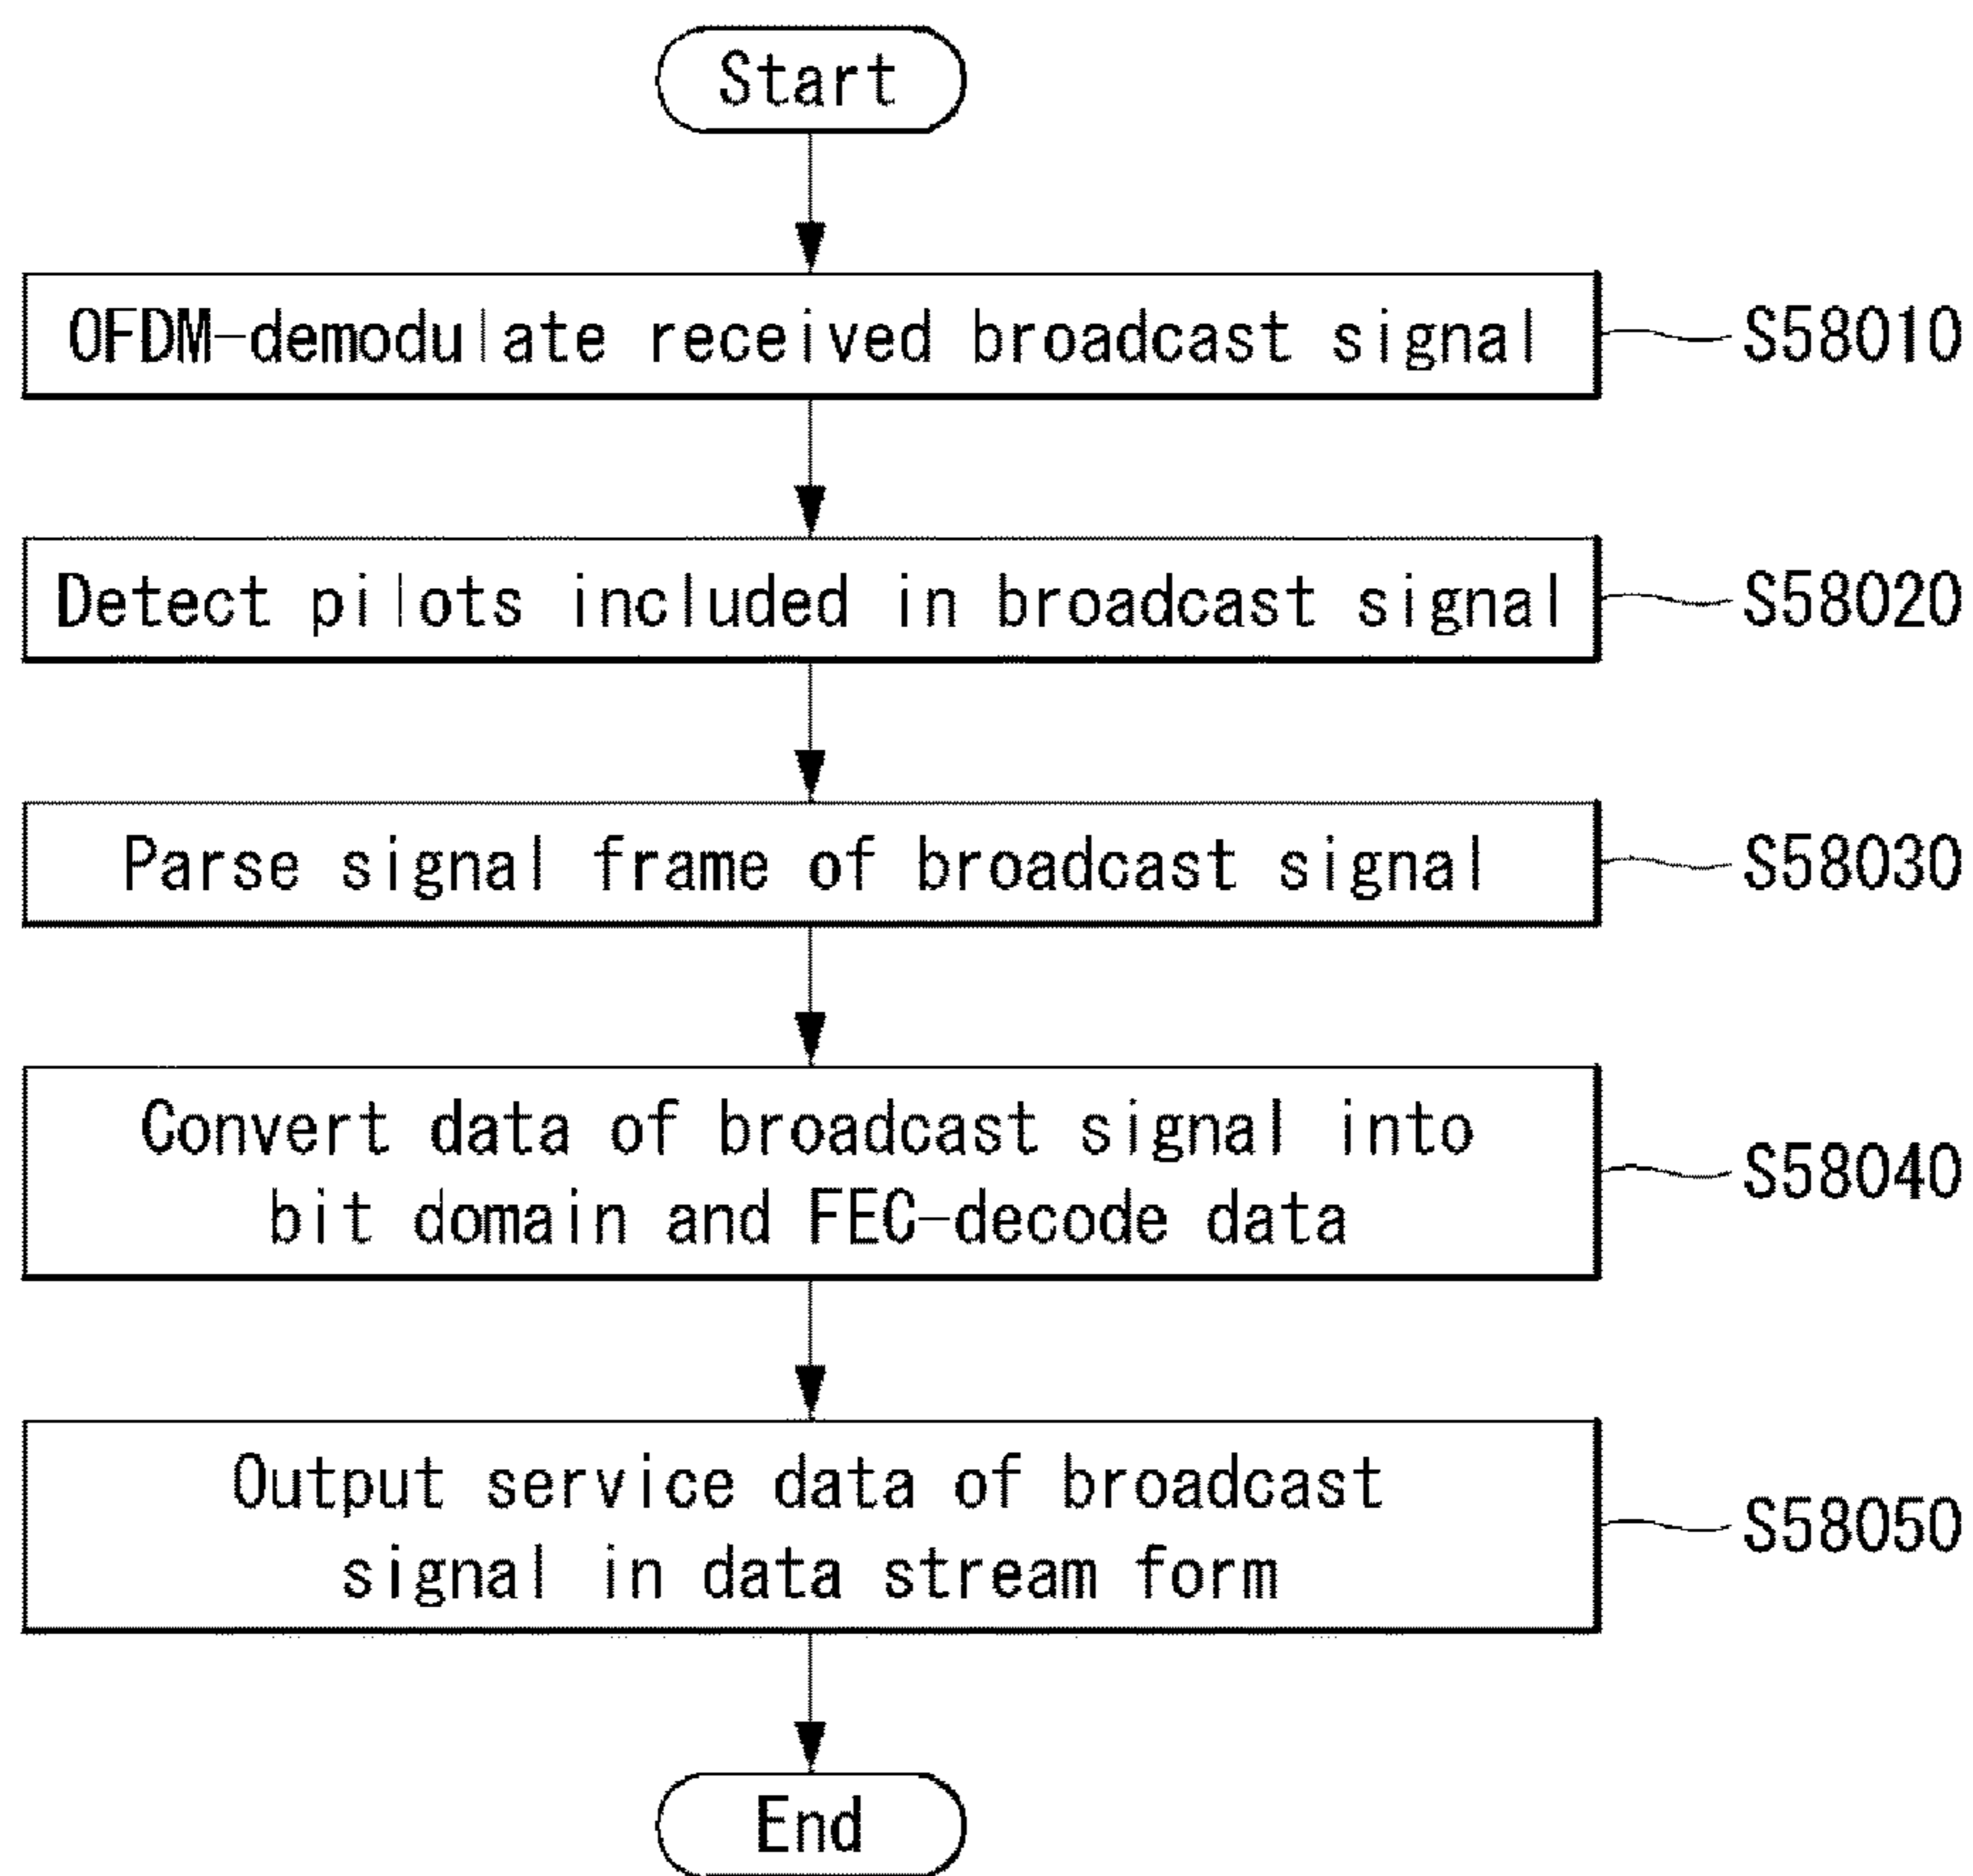 Start
OFDM-demodulate received broadcast signal
S58010
Detect pilots included in broadcast signal
S58020
Parse signal frame of broadcast signal
S58030
Convert data of broadcast signal into
bit domain and FEC-decode data
S58040
Output service data of broadcast
signal in data stream form
S58050
End